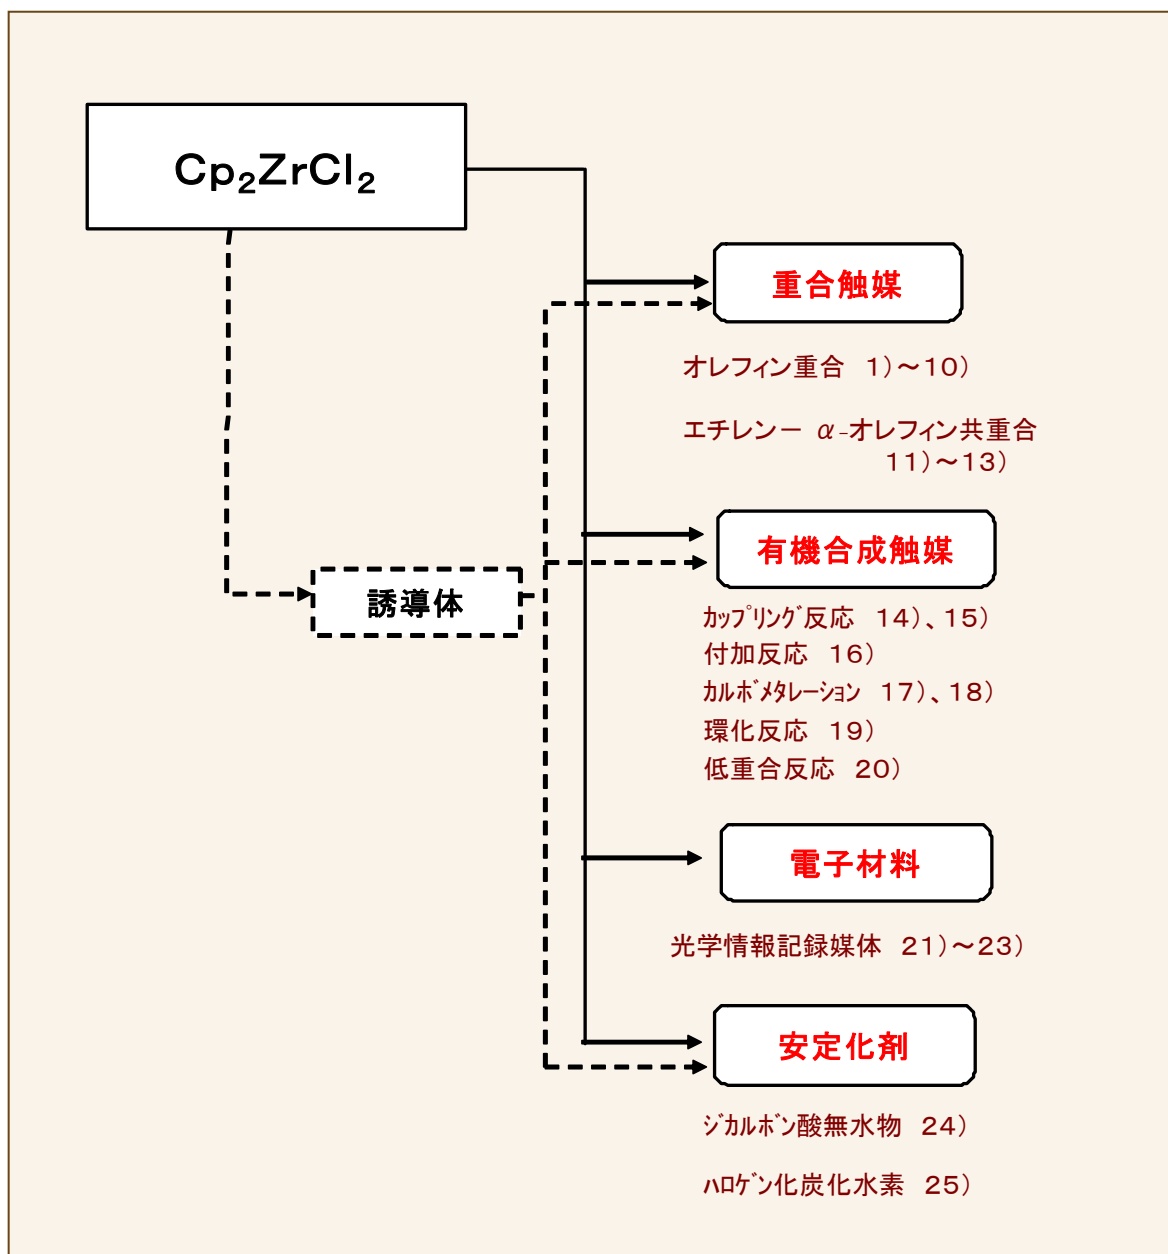 Cp₂ZrCl₂
重合触媒
オレフィン重合　１）～１０）
エチレンー α-オレフィン共重合
１１）～１３）
有機合成触媒
誘導体
ｶｯﾌﾟﾘﾝｸﾞ反応　１４）、１５）
付加反応　１６）
ｶﾙﾎﾞﾒﾀﾚｰｼｮﾝ　１７）、１８）
環化反応　１９）
低重合反応　２０）
電子材料
光学情報記録媒体　２１）～２３）
安定化剤
ｼﾞｶﾙﾎﾞﾝ酸無水物　２４）
ﾊﾛｹﾞﾝ化炭化水素　２５）